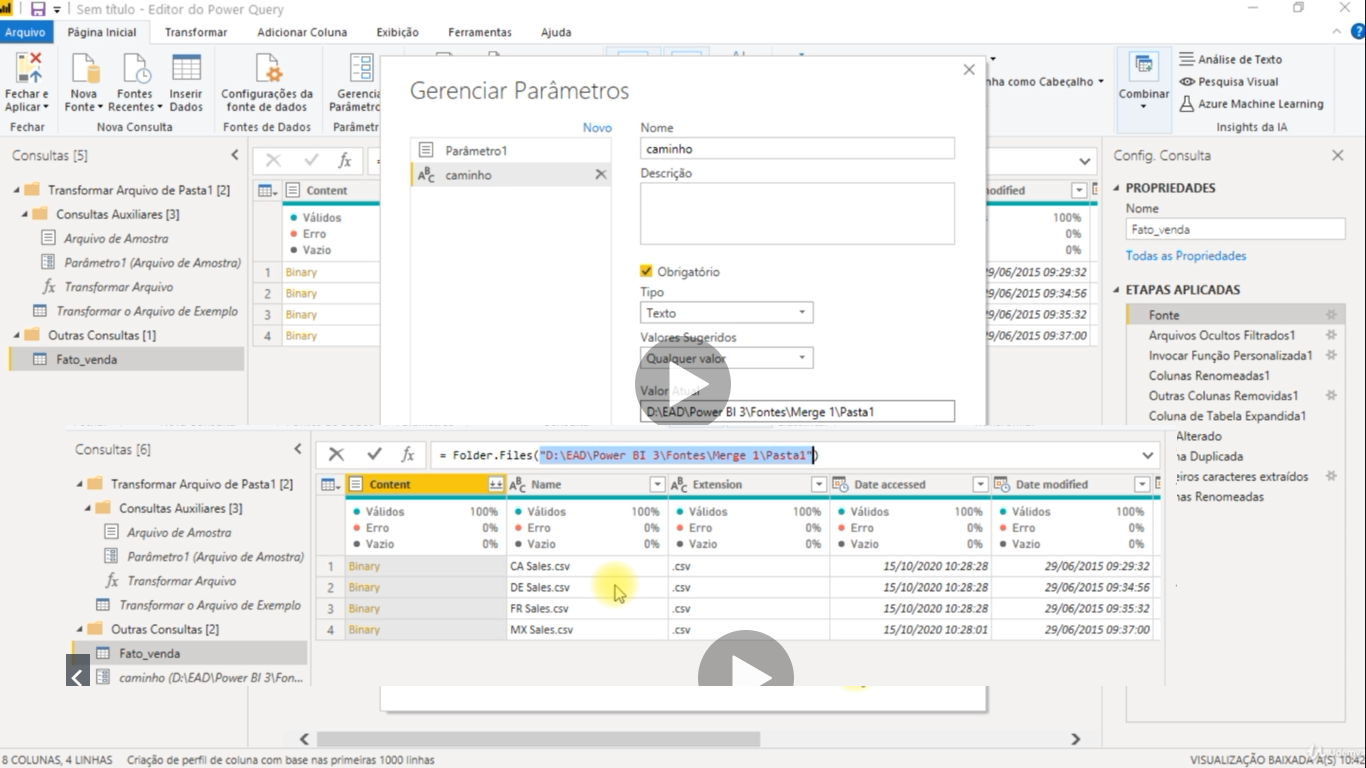 Sem título - Editor do Power Query
Arquivo Página Inicial Transformar Adicionar Coluna Exibição Ferramentas Ajuda
Fechar e Aplicar
Nova Fonte
Fontes Recentes
Inserir Dados
Configurações da fonte de dados
Fechar
Nova Consulta
Fontes de Dados
Combinar
Análise de Texto
Pesquisa Visual
Azure Machine Learning
Insights da IA
Consultas [5]
Transformar Arquivo de Pasta1 [2]
Consultas Auxiliares [3]
Arquivo de Amostra
Parâmetro1 (Arquivo de Amostra)
Transformar Arquivo
Transformar o Arquivo de Exemplo
Outras Consultas [1]
Fato_venda
fx
Content
Válidos
Erro
Vazio
1 Binary
2 Binary
3 Binary
4 Binary
Gerenciar Parâmetros
Novo
Parâmetro1
caminho
Nome
caminho
Descrição
Obrigatório
Tipo
Texto
Valores Sugeridos
Qualquer valor
Valor Atual
D:\EAD\Power BI 3\Fontes\Merge 1\Pasta1
100%
0%
0%
29/06/2015 09:29:32
29/06/2015 09:34:56
29/06/2015 09:35:32
29/06/2015 09:37:00
Config. Consulta
PROPRIEDADES
Nome
Fato_venda
Todas as Propriedades
ETAPAS APLICADAS
Fonte
Arquivos Ocultos Filtrados1
Invocar Função Personalizada1
Colunas Renomeadas1
Outras Colunas Removidas1
Coluna de Tabela Expandida1
Alterado
na Duplicada
eiros caracteres extraídos
nas Renomeadas
Consultas [6]
Transformar Arquivo de Pasta1 [2]
Consultas Auxiliares [3]
Arquivo de Amostra
Parâmetro1 (Arquivo de Amostra)
Transformar Arquivo
Transformar o Arquivo de Exemplo
Outras Consultas [2]
Fato_venda
caminho (D:\EAD\Power BI 3\Fon...
fx = Folder.Files("D:\EAD\Power BI 3\Fontes\Merge 1\Pasta1")
Content Name Extension Date accessed Date modified
Válidos 100% Válidos 100% Válidos 100% Válidos 100% Válidos 100%
Erro 0% Erro 0% Erro 0% Erro 0% Erro 0%
Vazio 0% Vazio 0% Vazio 0% Vazio 0% Vazio 0%
1 Binary CA Sales.csv .csv 15/10/2020 10:28:28 29/06/2015 09:29:32
2 Binary DE Sales.csv .csv 15/10/2020 10:28:28 29/06/2015 09:34:56
3 Binary FR Sales.csv .csv 15/10/2020 10:28:28 29/06/2015 09:35:32
4 Binary MX Sales.csv .csv 15/10/2020 10:28:01 29/06/2015 09:37:00
8 COLUNAS, 4 LINHAS Criação de perfil de coluna com base nas primeiras 1000 linhas
VISUALIZAÇÃO BAIXADA A(S) 10:42